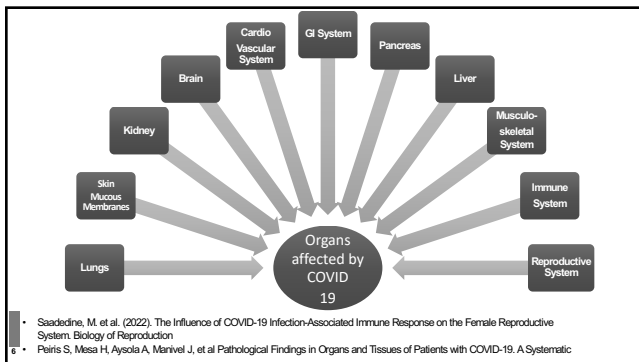 Lungs
Skin
Mucous
Membranes
Kidney
Brain
Cardio
Vascular
System
GI System
Pancreas
Liver
Musculo-
skeletal
System
Immune
System
Reproductive
System
Organs
affected by
COVID
19
• Saadedine, M. et al. (2022). The Influence of COVID-19 Infection-Associated Immune Response on the Female Reproductive
System. Biology of Reproduction
6 • Peiris S, Mesa H, Aysola A, Manivel J, et al Pathological Findings in Organs and Tissues of Patients with COVID-19. A Systematic